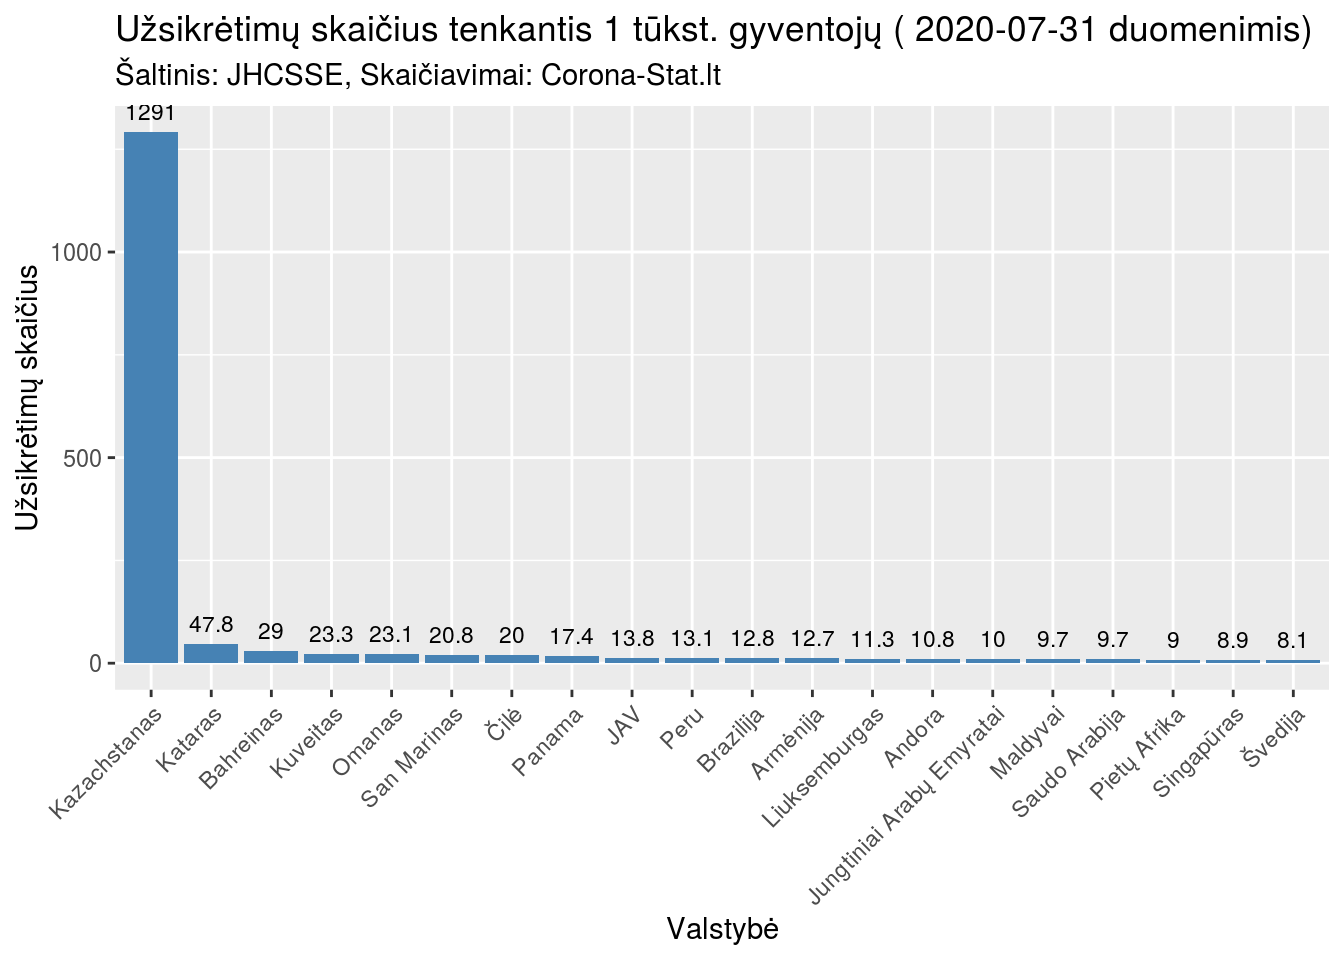 Užsikrėtimų skaičius tenkantis 1 tūkst. gyventojų ( 2020-07-31 duomenimis)
Šaltinis: JHCSSE, Skaičiavimai: Corona-Stat.lt
Užsikrėtimų skaičius
1000
500
0
1291
47.8
29
23.3
23.1
20.8
20
17.4
13.8
13.1
12.8
12.7
11.3
10.8
10
9.7
9.7
9
8.9
8.1
Kazachstanas
Kataras
Bahreinas
Kuveitas
Omanas
San Marinas
Čilė
Panama
JAV
Peru
Brazilija
Armėnija
Liuksemburgas
Andora
Jungtiniai Arabų Emyratai
Maldyvai
Saudo Arabija
Pietų Afrika
Singapūras
Švedija
Valstybė